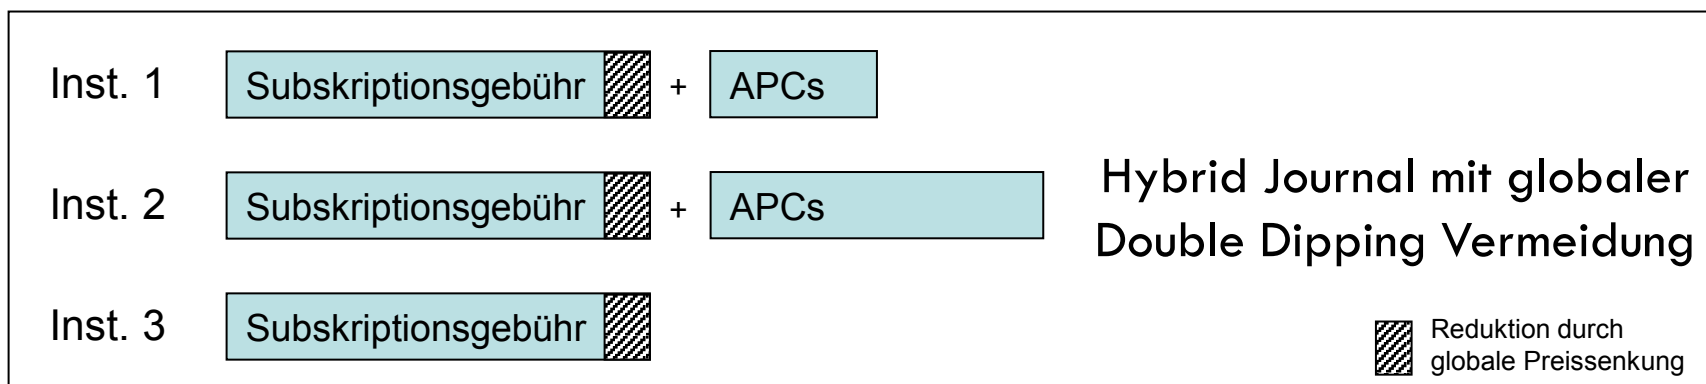 Inst. 1 Subskriptionsgebühr + APCs
Inst. 2 Subskriptionsgebühr + APCs
Inst. 3 Subskriptionsgebühr
Hybrid Journal mit globaler
Double Dipping Vermeidung
Reduktion durch
globale Preissenkung